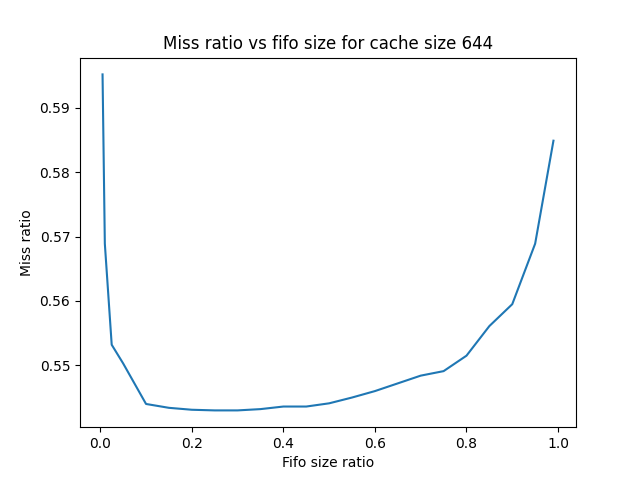 Miss ratio vs fifo size for cache size 644
0.59
0.58
0.57
0.56
0.55
Miss ratio
0.0 0.2 0.4 0.6 0.8 1.0
Fifo size ratio